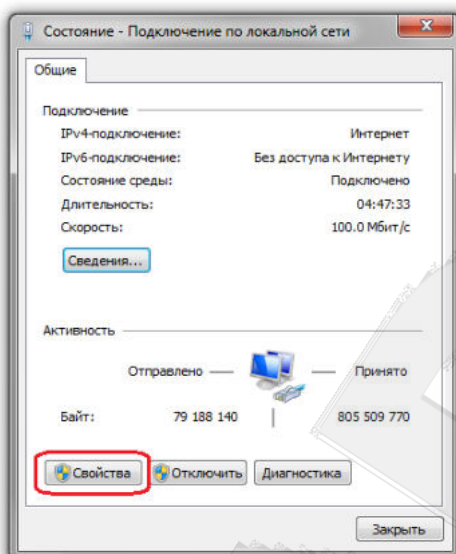 Состояние - Подключение по локальной сети
Общие
Подключение
IPv4-подключение: Интернет
IPv6-подключение: Без доступа к Интернету
Состояние среды: Подключено
Длительность: 04:47:33
Скорость: 100.0 Мбит/с
Сведения...
Активность
Отправлено — — Принято
Байт: 79 188 140 805 509 770
Свойства Отключить Диагностика
Закрыть